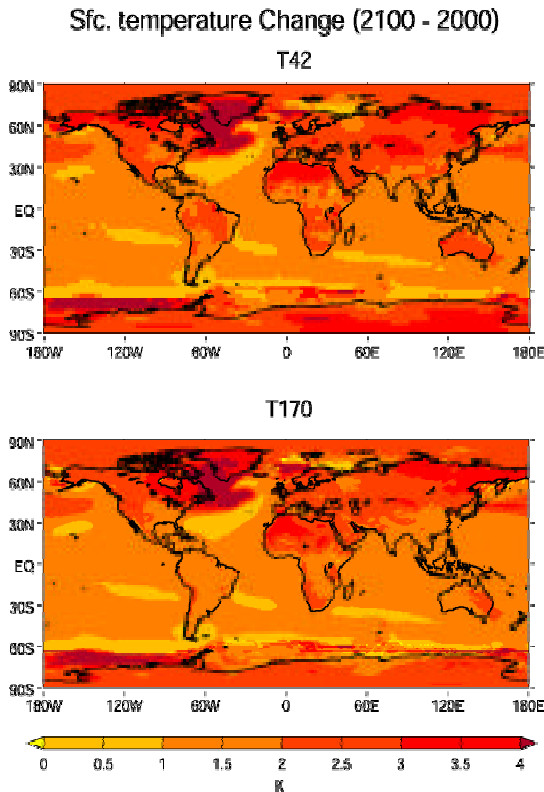 Sfc. temperature Change (2100 - 2000)
T42
90N
60N
30N
EQ
30S
60S
90S
180W 120W 60W 0 60E 120E 180E
T170
90N
60N
30N
EQ
30S
60S
90S
180W 120W 60W 0 60E 120E 180E
0 0.5 1 1.5 2 2.5 3 3.5 4
K